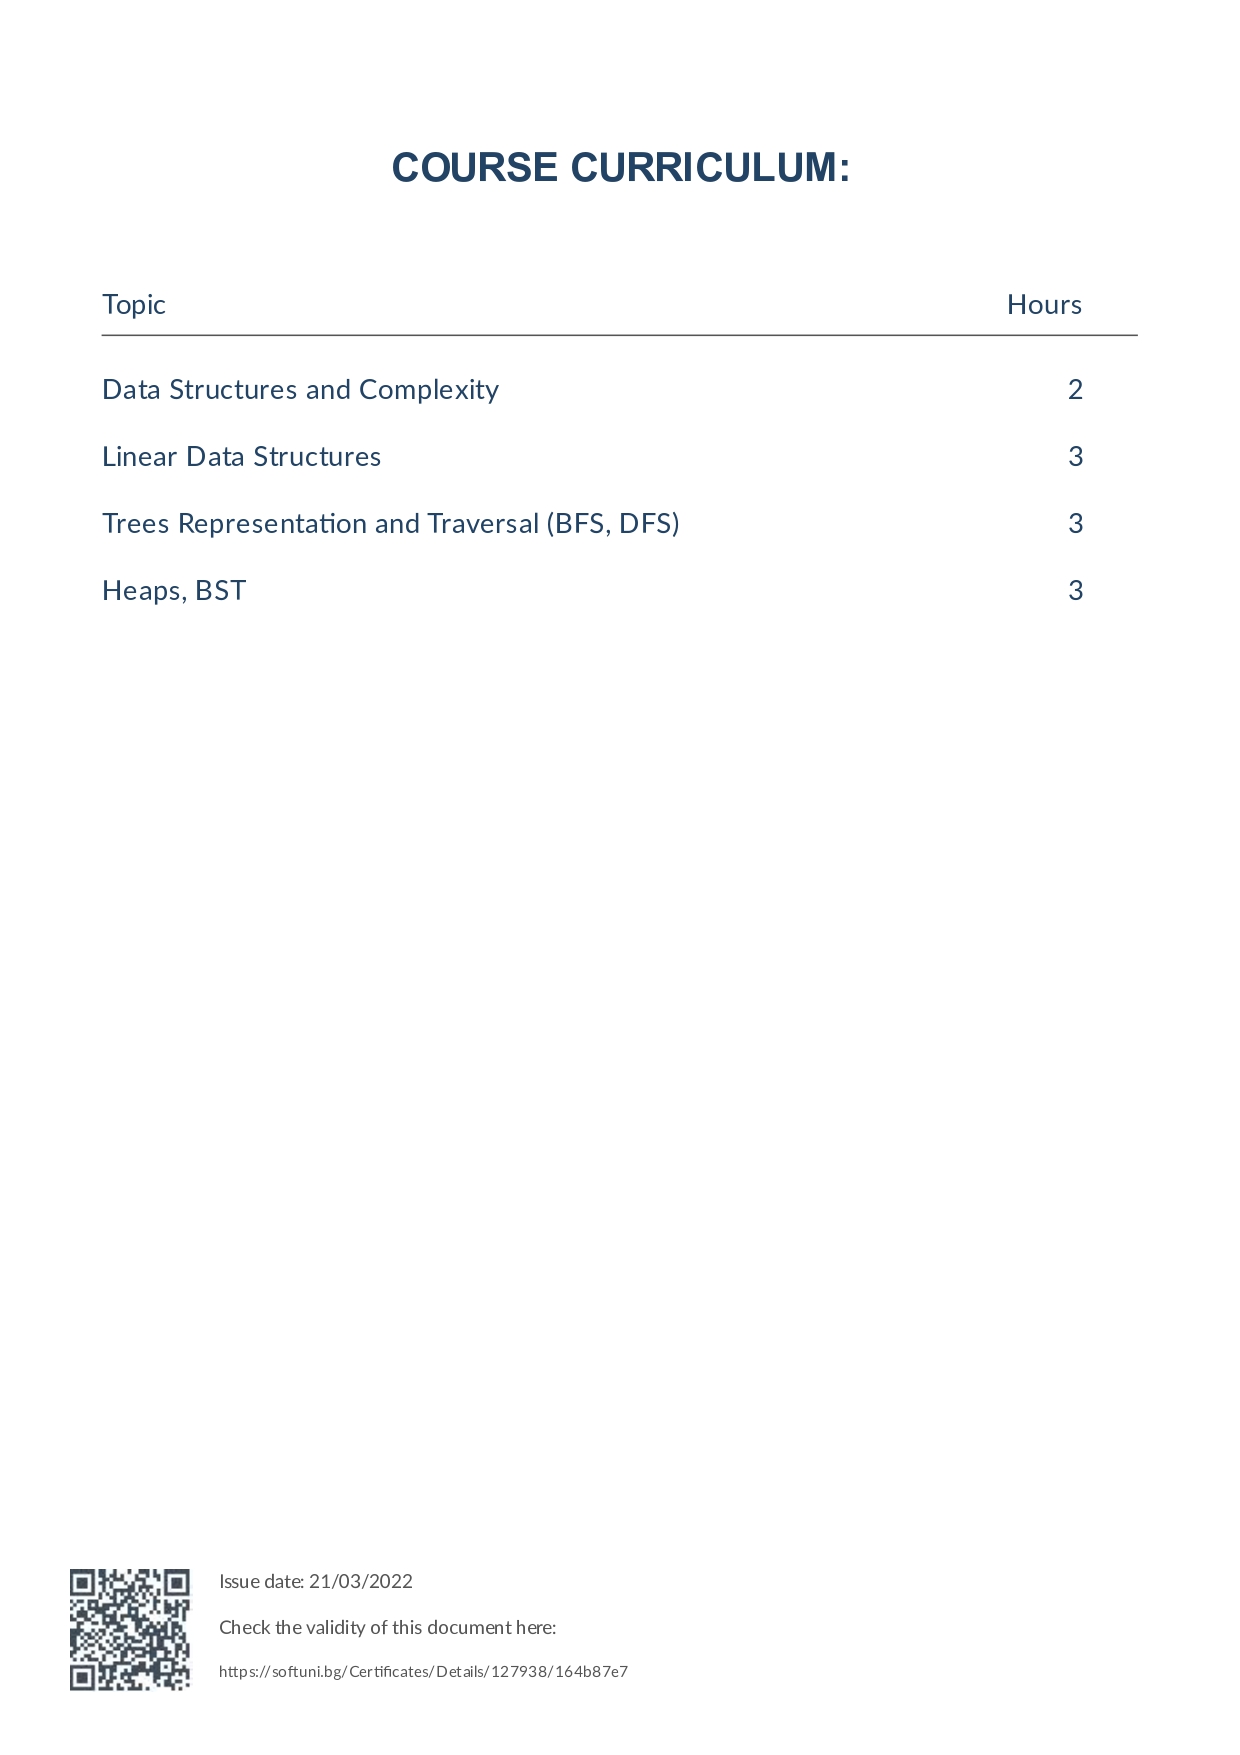 COURSE CURRICULUM:
Topic Hours
Data Structures and Complexity 2
Linear Data Structures 3
Trees Representation and Traversal (BFS, DFS) 3
Heaps, BST 3
Issue date: 21/03/2022
Check the validity of this document here:
https://softuni.bg/Certificates/Details/127938/164b87e7